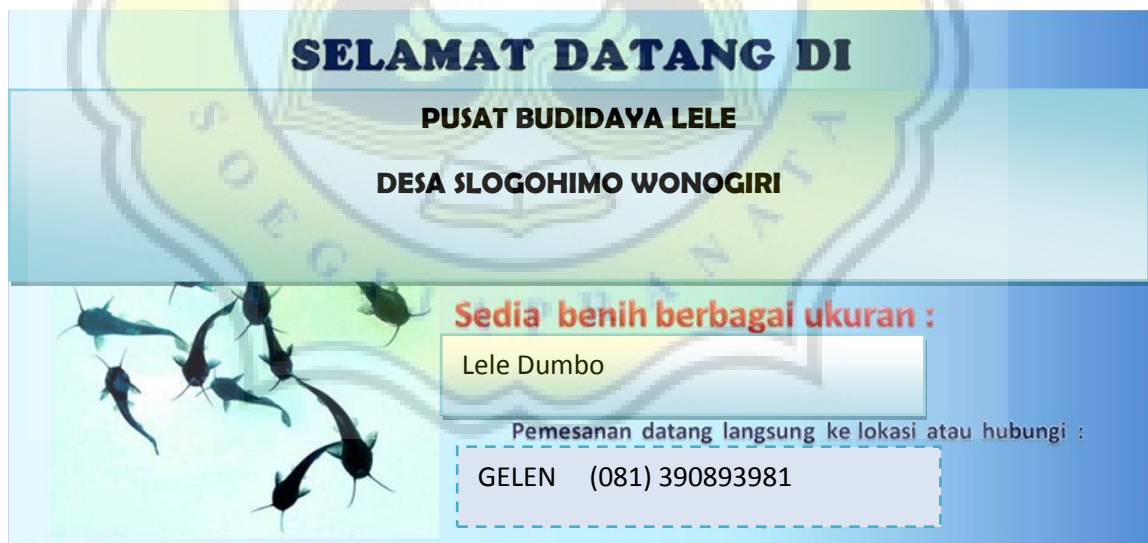 SELAMAT DATANG DI
PUSAT BUDIDAYA LELE
DESA SLOGOHIMO WONOGIRI
SOEGIJAPRANATA
Sedia benih berbagai ukuran :
Lele Dumbo
Pemesanan datang langsung ke lokasi atau hubungi :
GELEN (081) 390893981